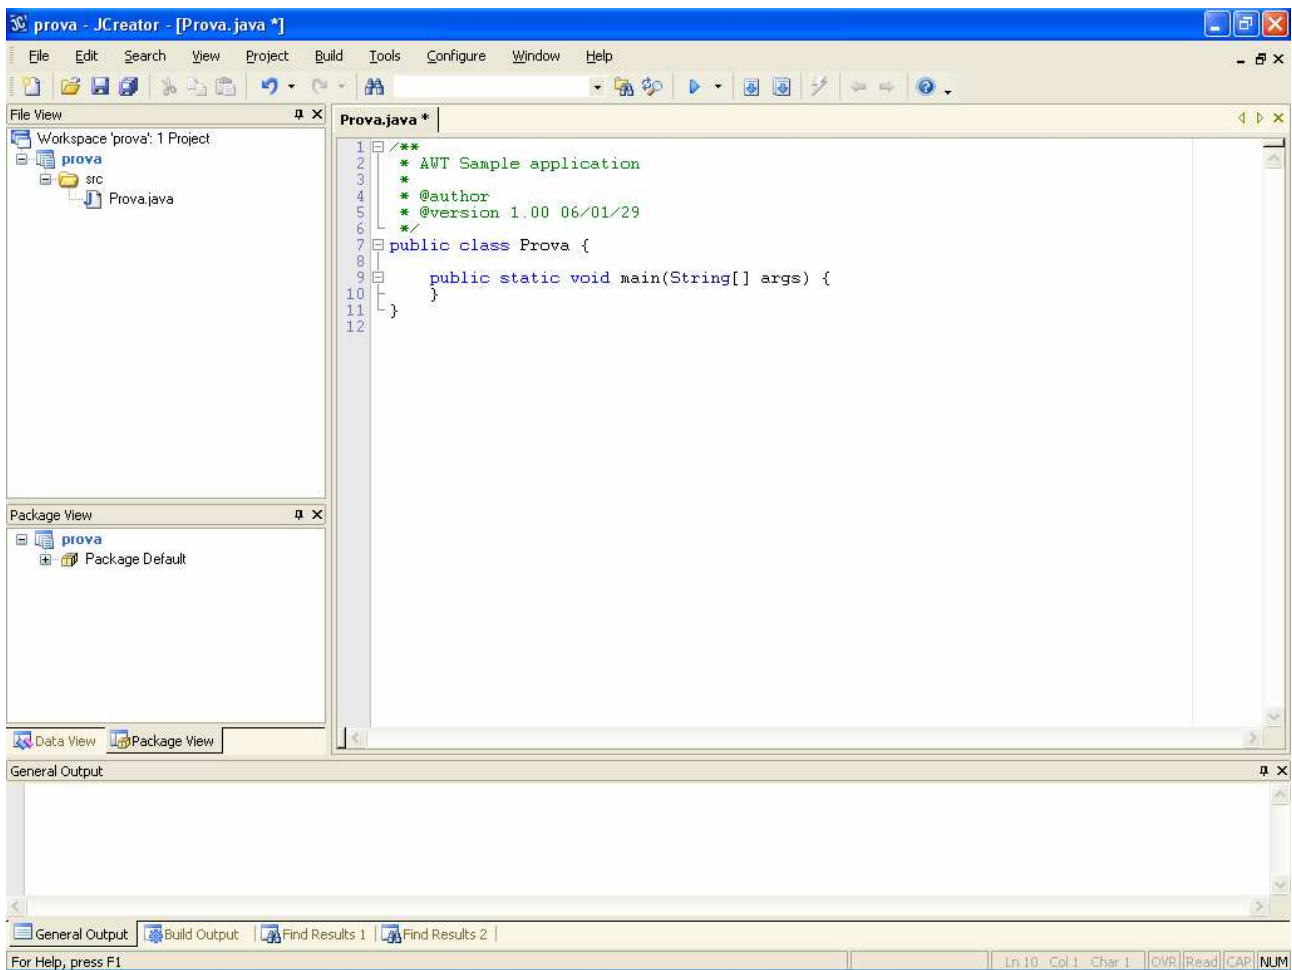 prova - JCreator - [Prova.java *]
File Edit Search View Project Build Tools Configure Window Help
File View
Workspace 'prova': 1 Project
prova
src
Prova.java
Package View
prova
Package Default
Data View Package View
Prova.java *
1 /**
2 * AWT Sample application
3 *
4 * @author
5 * @version 1.00 06/01/29
6 */
7 public class Prova {
8
9 public static void main(String[] args) {
10 }
11 }
12
General Output
General Output Build Output Find Results 1 Find Results 2
For Help, press F1 Ln 10 Col 1 Char 1 OVR Read CAP NUM